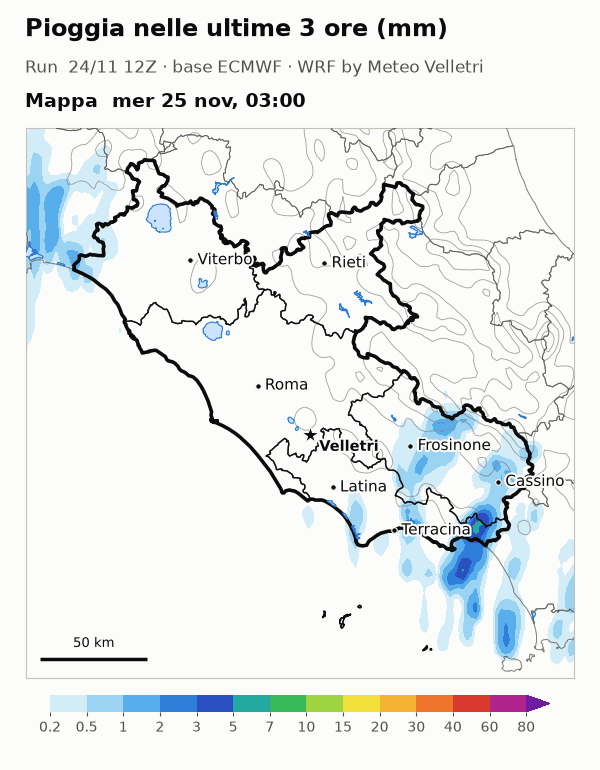 Pioggia nelle ultime 3 ore (mm)
Run 24/11 12Z · base ECMWF · WRF by Meteo Velletri
Mappa mer 25 nov, 03:00
Viterbo
Rieti
Roma
Velletri
Frosinone
Cassino
Latina
Terracina
50 km
0.2 0.5 1 2 3 5 7 10 15 20 30 40 60 80